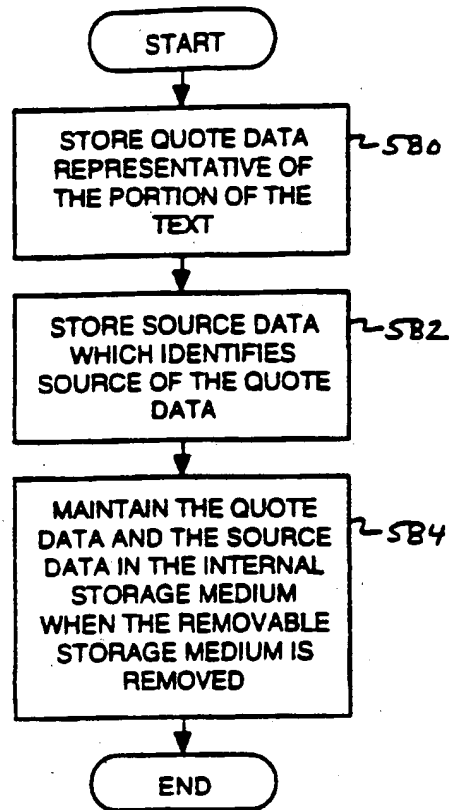 START
STORE QUOTE DATA
REPRESENTATIVE OF
THE PORTION OF THE
TEXT
580
STORE SOURCE DATA
WHICH IDENTIFIES
SOURCE OF THE QUOTE
DATA
582
MAINTAIN THE QUOTE
DATA AND THE SOURCE
DATA IN THE INTERNAL
STORAGE MEDIUM
WHEN THE REMOVABLE
STORAGE MEDIUM IS
REMOVED
584
END